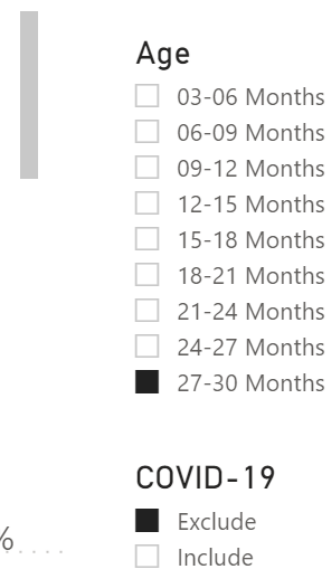 Age
03-06 Months
06-09 Months
09-12 Months
12-15 Months
15-18 Months
18-21 Months
21-24 Months
24-27 Months
27-30 Months
COVID-19
Exclude
%
Include